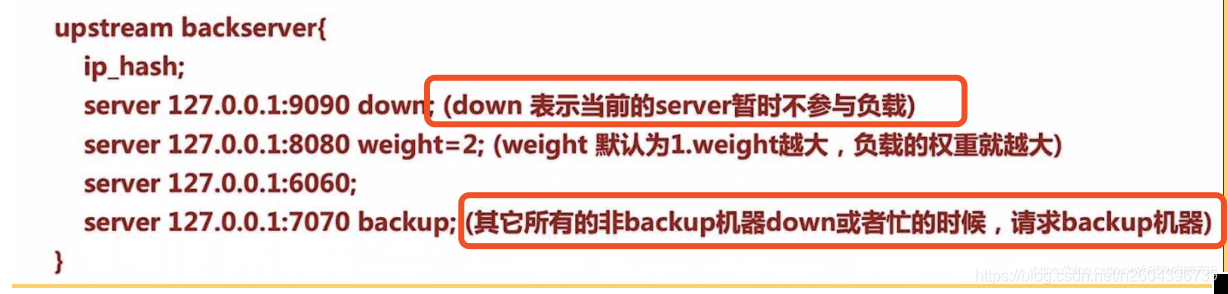 upstream backserver{
ip_hash;
server 127.0.0.1:9090 down; (down 表示当前的server暂时不参与负载)
server 127.0.0.1:8080 weight=2; (weight 默认为1.weight越大，负载的权重就越大)
server 127.0.0.1:6060;
server 127.0.0.1:7070 backup; (其它所有的非backup机器down或者忙的时候，请求backup机器)
}